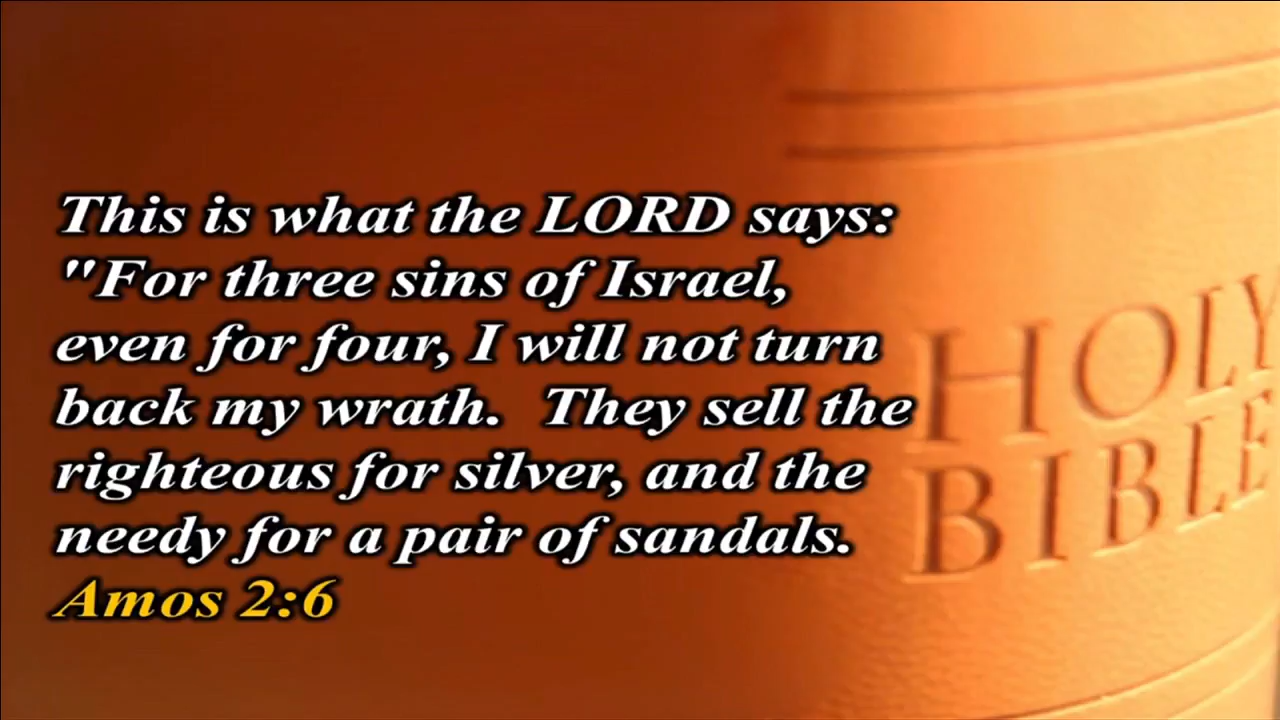 This is what the LORD says:
"For three sins of Israel,
even for four, I will not turn
back my wrath.  They sell the
righteous for silver, and the
needy for a pair of sandals.
Amos 2:6
HOLY
BIBLE